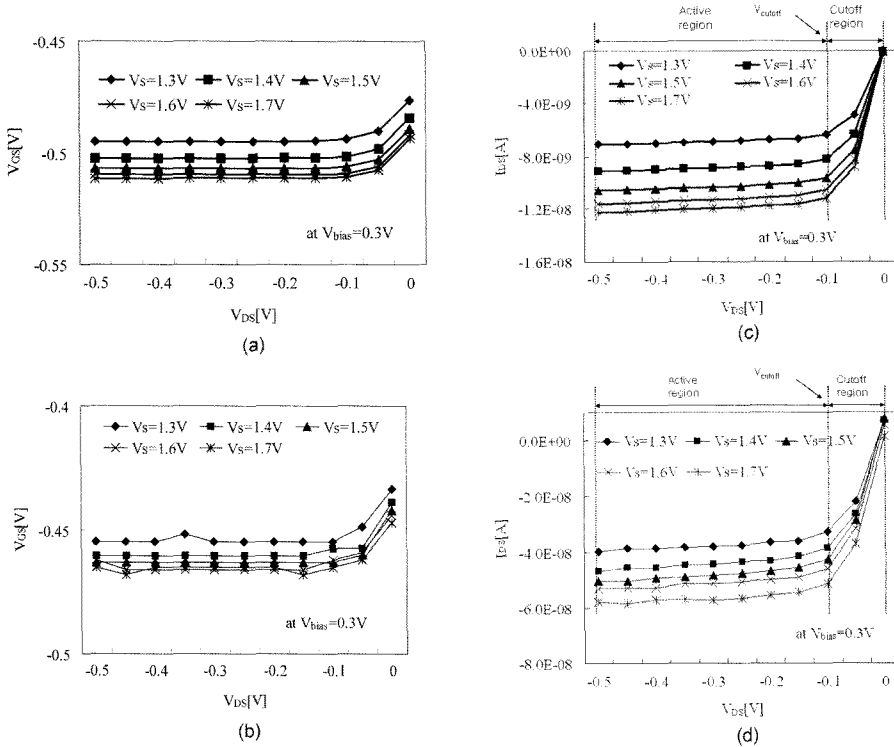 -0.45
Vs=1.3V Vs=1.4V Vs=1.5V
Vs=1.6V Vs=1.7V
VGS[V]
-0.5
at Vbias=0.3V
-0.55
-0.5 -0.4 -0.3 -0.2 -0.1 0
VDS[V]
(a)
Active region
Vcutoff
Cutoff region
0.0E+00
Vs=1.3V Vs=1.4V
Vs=1.5V Vs=1.6V
Vs=1.7V
-4.0E-09
IDS[A]
-8.0E-09
-1.2E-08
at Vbias=0.3V
-1.6E-08
-0.5 -0.4 -0.3 -0.2 -0.1 0
VDS[V]
(c)
-0.4
Vs=1.3V Vs=1.4V Vs=1.5V
Vs=1.6V Vs=1.7V
VGS[V]
-0.45
at Vbias=0.3V
-0.5
-0.5 -0.4 -0.3 -0.2 -0.1 0
VDS[V]
(b)
Active region
Vcutoff
Cutoff region
0.0E+00
Vs=1.3V Vs=1.4V Vs=1.5V
Vs=1.6V Vs=1.7V
-2.0E-08
IDS[A]
-4.0E-08
-6.0E-08
at Vbias=0.3V
-8.0E-08
-0.5 -0.4 -0.3 -0.2 -0.1 0
VDS[V]
(d)